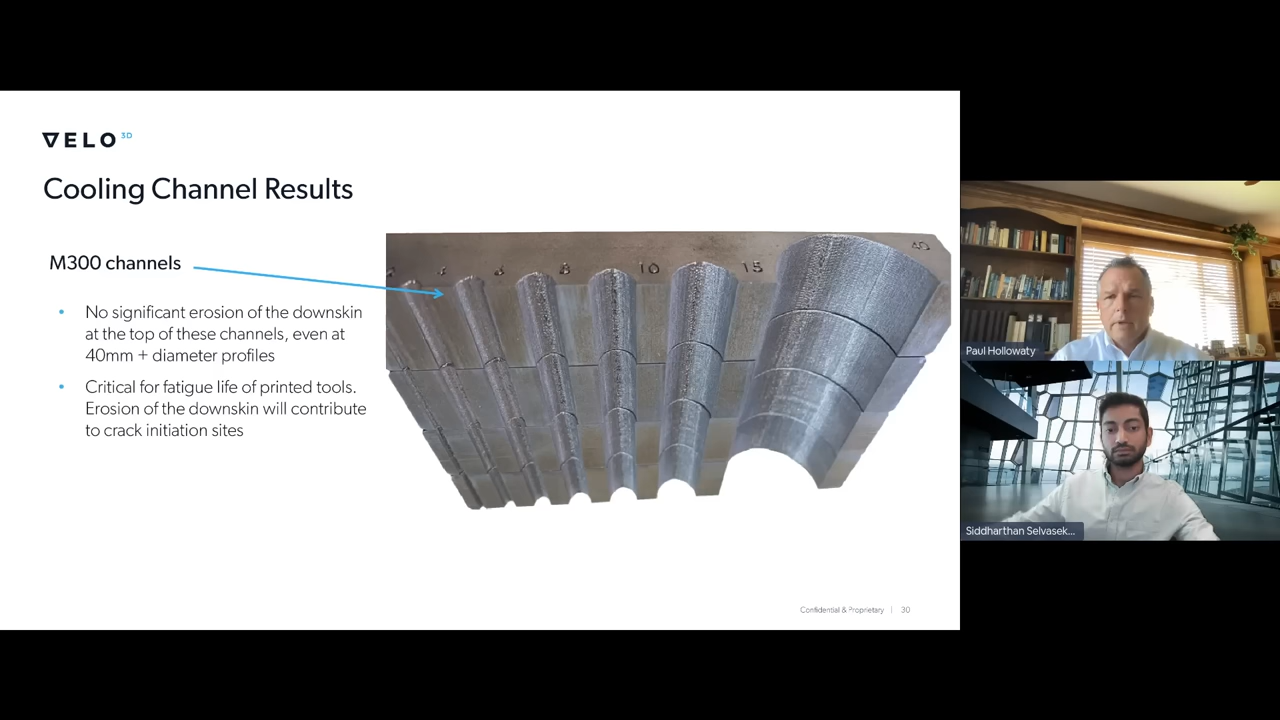 VELO 3D
Cooling Channel Results
M300 channels
• No significant erosion of the downskin
at the top of these channels, even at
40mm + diameter profiles
• Critical for fatigue life of printed tools.
Erosion of the downskin will contribute
to crack initiation sites
8
10
15
40
Confidential & Proprietary | 30
Paul Hollowaty
Siddharthan Selvasek...